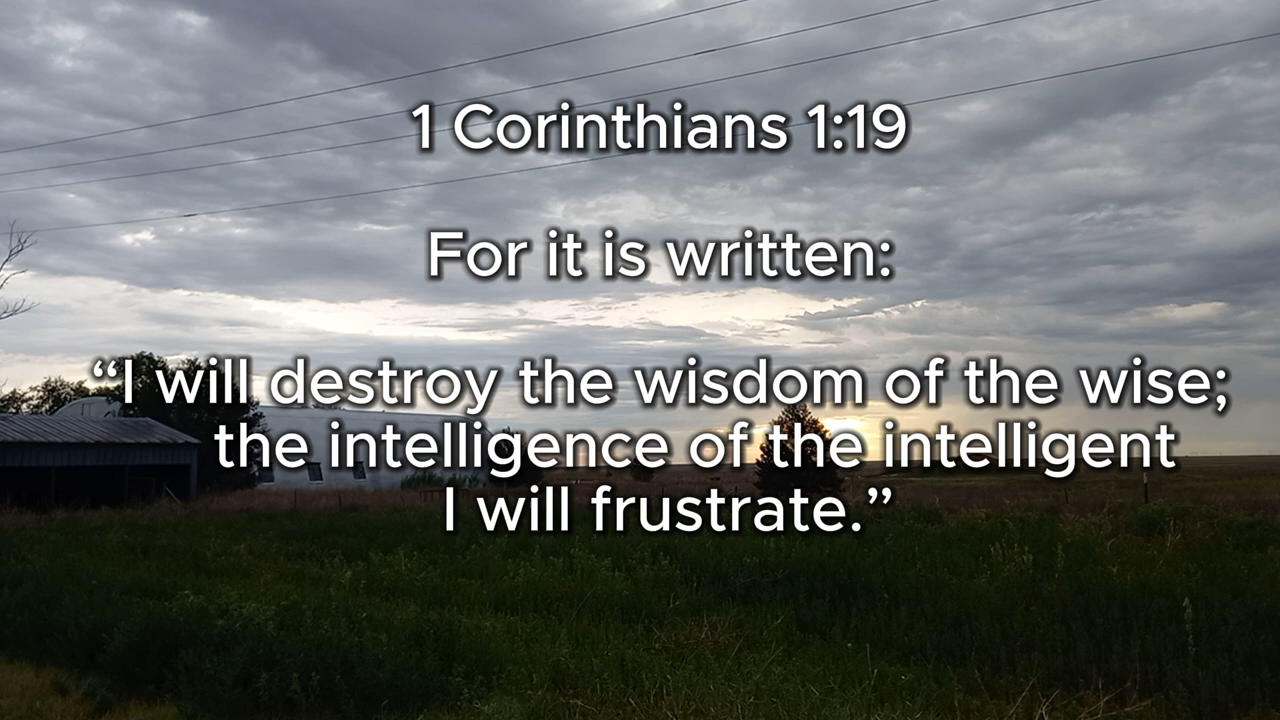 1 Corinthians 1:19
For it is written:
“I will destroy the wisdom of the wise;
the intelligence of the intelligent
I will frustrate.”